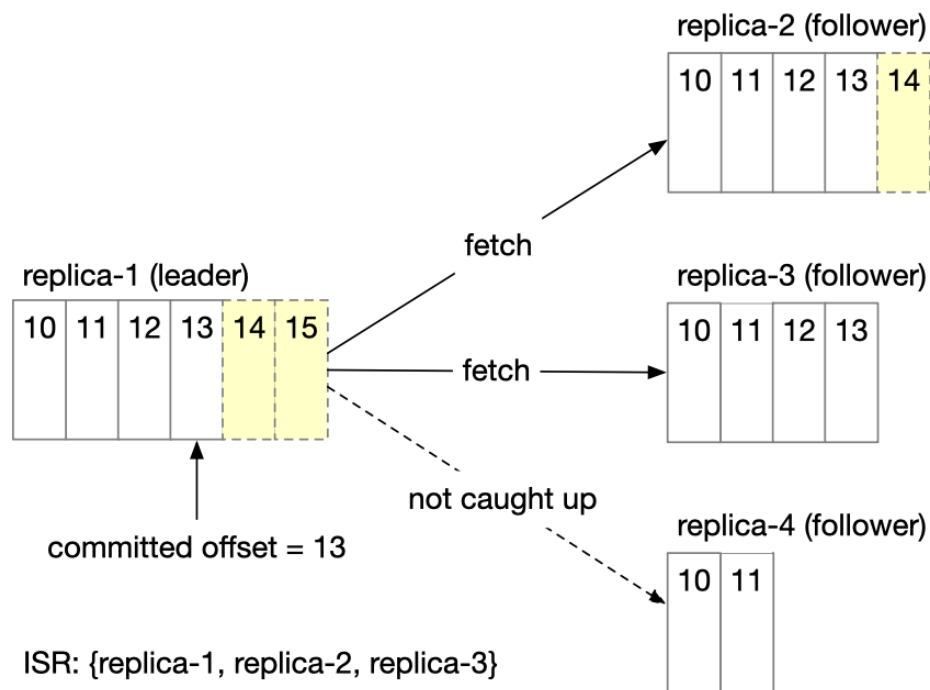 replica-2 (follower)
10 11 12 13 14
fetch
replica-1 (leader)
10 11 12 13 14 15
replica-3 (follower)
10 11 12 13
fetch
not caught up
committed offset = 13
replica-4 (follower)
10 11
ISR: {replica-1, replica-2, replica-3}